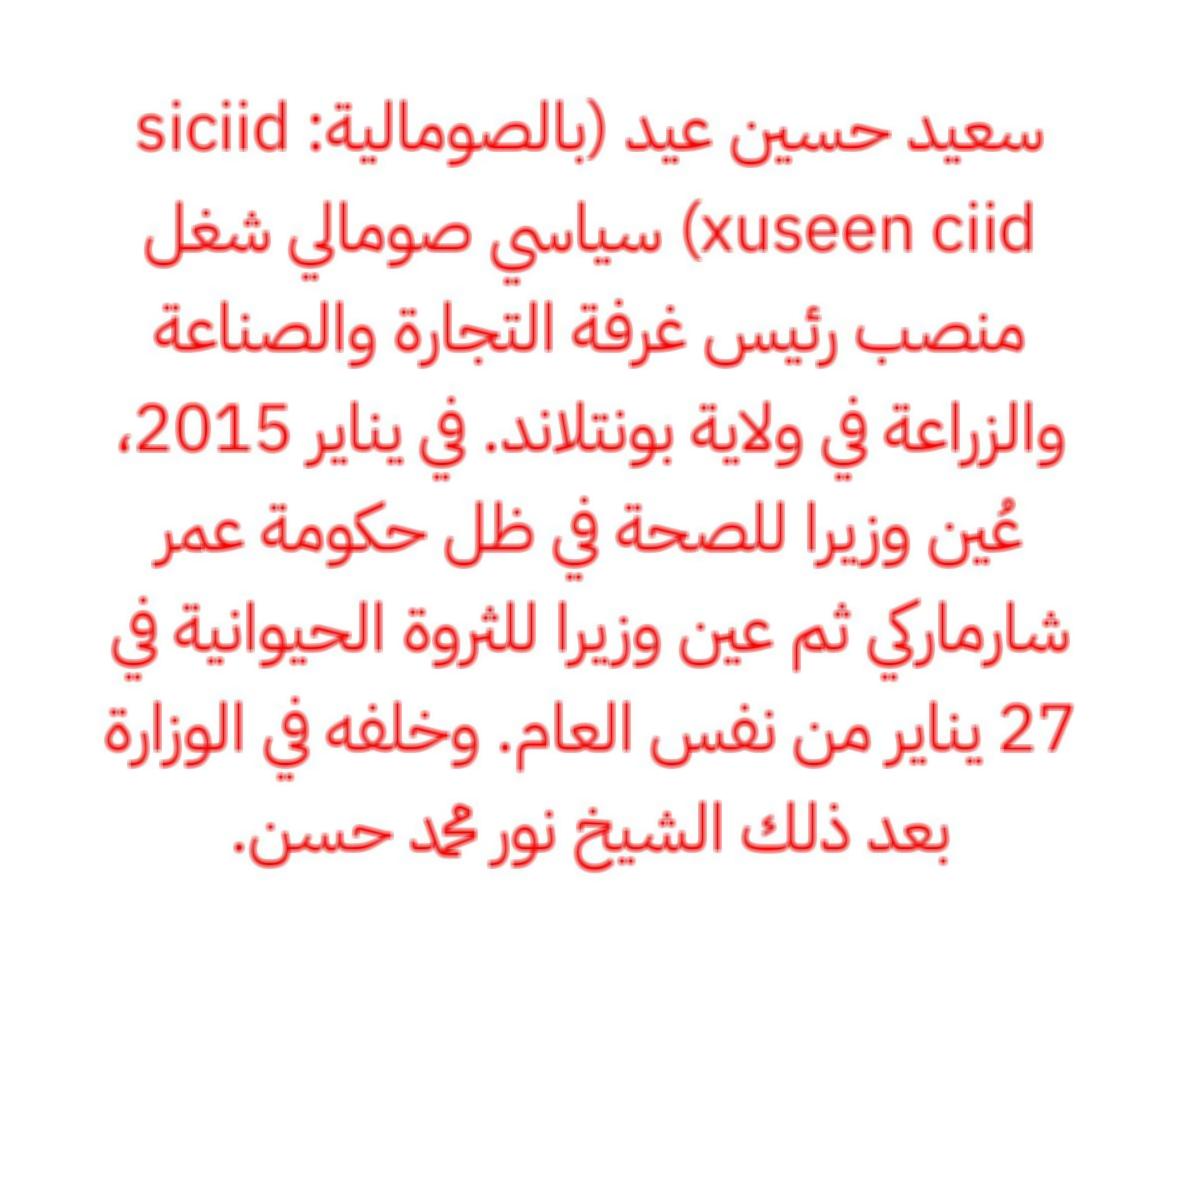 سعيد حسين عيد (بالصومالية: siciid
xuseen ciid) سياسي صومالي شغل
منصب رئيس غرفة التجارة والصناعة
والزراعة في ولاية بونتلاند. في يناير 2015،
عُين وزيرا للصحة في ظل حكومة عمر
شارماركي ثم عين وزيرا للثروة الحيوانية في
27 يناير من نفس العام. وخلفه في الوزارة
بعد ذلك الشيخ نور محمد حسن.